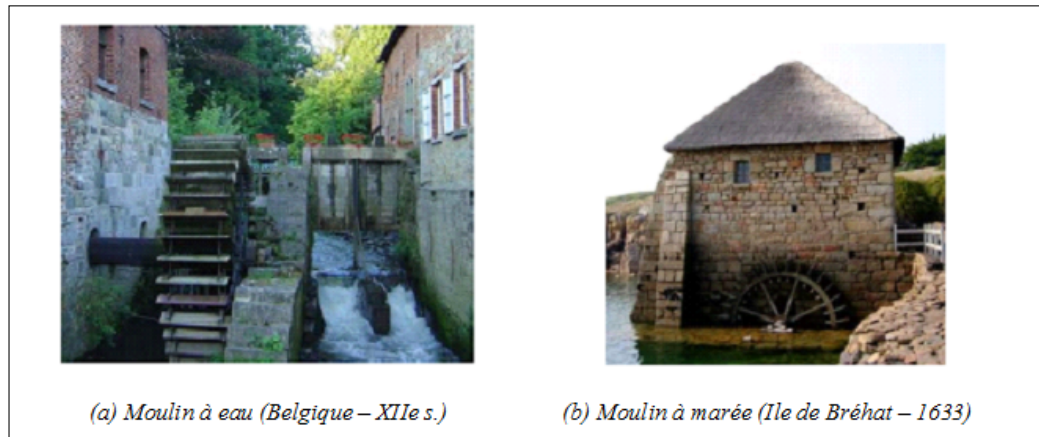 (a) Moulin à eau (Belgique – XIIe s.)
(b) Moulin à marée (Ile de Bréhat – 1633)